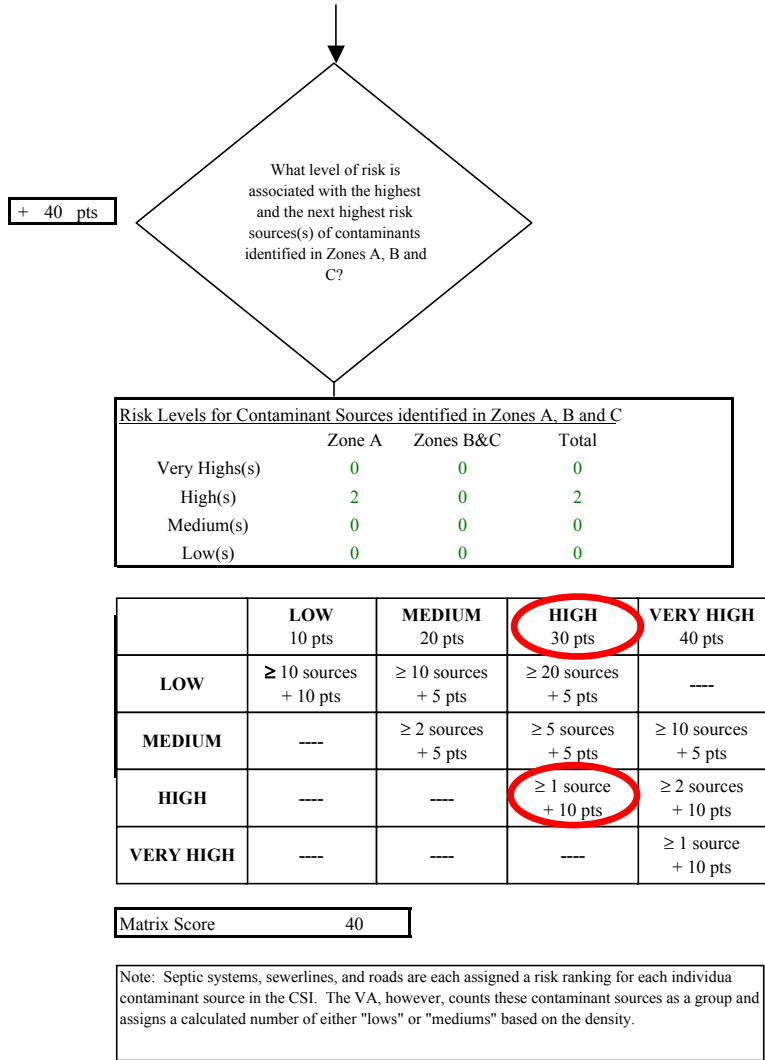 What level of risk is
associated with the highest
and the next highest risk
sources(s) of contaminants
identified in Zones A, B and
C?
+ 40 pts
Risk Levels for Contaminant Sources identified in Zones A, B and C
Zone A Zones B&C Total
Very Highs(s) 0 0 0
High(s) 2 0 2
Medium(s) 0 0 0
Low(s) 0 0 0
LOW MEDIUM HIGH VERY HIGH
10 pts 20 pts 30 pts 40 pts
LOW ≥ 10 sources ≥ 10 sources ≥ 20 sources ----
+ 10 pts + 5 pts + 5 pts
MEDIUM ---- ≥ 2 sources ≥ 5 sources ≥ 10 sources
+ 5 pts + 5 pts + 5 pts
HIGH ---- ---- ≥ 1 source ≥ 2 sources
+ 10 pts + 10 pts
VERY HIGH ---- ---- ---- ≥ 1 source
+ 10 pts
Matrix Score 40
Note: Septic systems, sewerlines, and roads are each assigned a risk ranking for each individua
contaminant source in the CSI. The VA, however, counts these contaminant sources as a group and
assigns a calculated number of either "lows" or "mediums" based on the density.